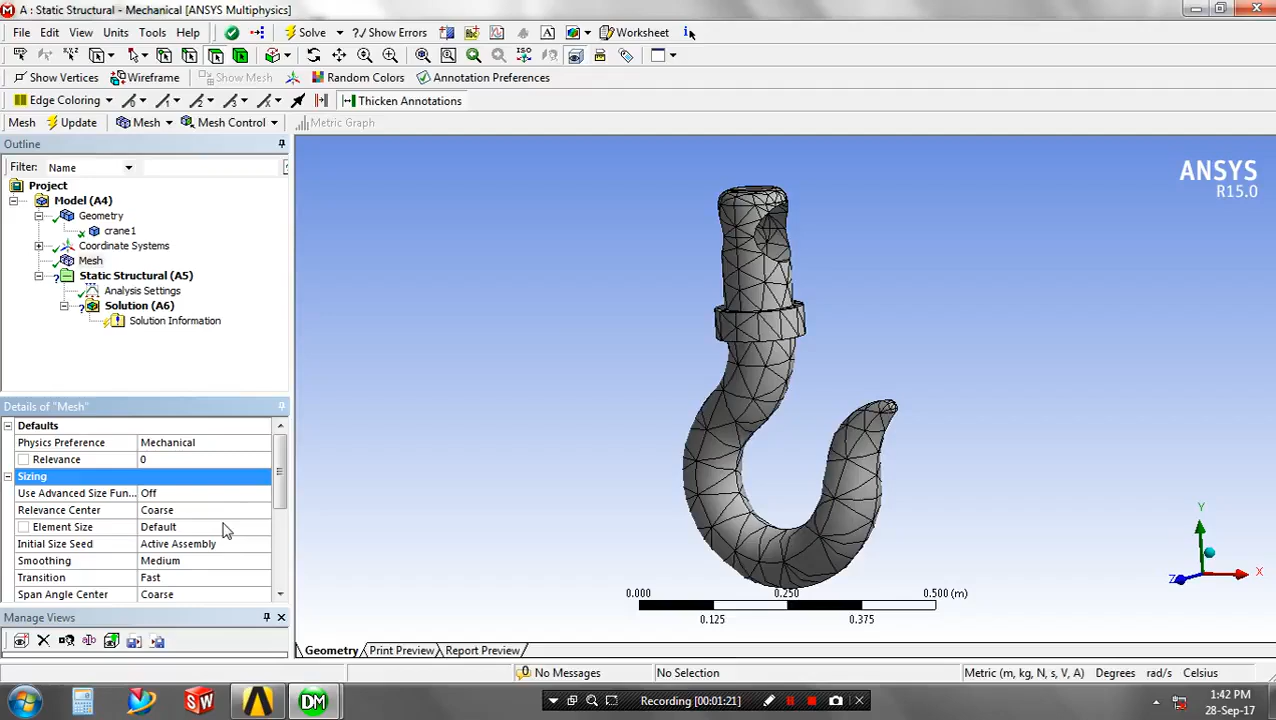 A : Static Structural - Mechanical [ANSYS Multiphysics]
File Edit View Units Tools Help Solve ?/ Show Errors Worksheet
Show Vertices Wireframe Show Mesh Random Colors Annotation Preferences
Edge Coloring Thicken Annotations
Mesh Update Mesh Mesh Control Metric Graph
Outline
Filter: Name
Project
Model (A4)
Geometry
crane1
Coordinate Systems
Mesh
Static Structural (A5)
Analysis Settings
Solution (A6)
Solution Information
Details of "Mesh"
Defaults
Physics Preference Mechanical
Relevance 0
Sizing
Use Advanced Size Fun... Off
Relevance Center Coarse
Element Size Default
Initial Size Seed Active Assembly
Smoothing Medium
Transition Fast
Span Angle Center Coarse
Manage Views
ANSYS
R15.0
Y
X
Z
0.000 0.250 0.500 (m)
0.125 0.375
Geometry Print Preview Report Preview
No Messages No Selection Metric (m, kg, N, s, V, A) Degrees rad/s Celsius
SW DM Recording [00:01:21]
1:42 PM
28-Sep-17